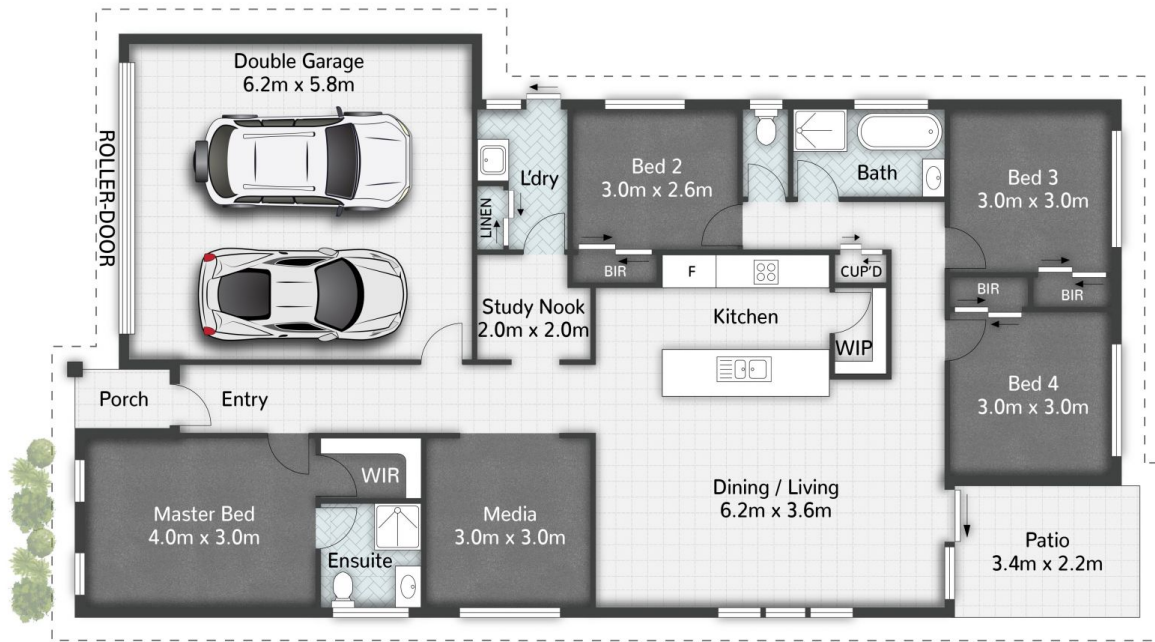 Double Garage
6.2m x 5.8m
ROLLER-DOOR
L'dry
LINEN
Bed 2
3.0m x 2.6m
BIR
Bath
Bed 3
3.0m x 3.0m
BIR
BIR
F
CUP'D
Study Nook
2.0m x 2.0m
Kitchen
WIP
Bed 4
3.0m x 3.0m
Porch
Entry
WIR
Master Bed
4.0m x 3.0m
Ensuite
Media
3.0m x 3.0m
Dining / Living
6.2m x 3.6m
Patio
3.4m x 2.2m